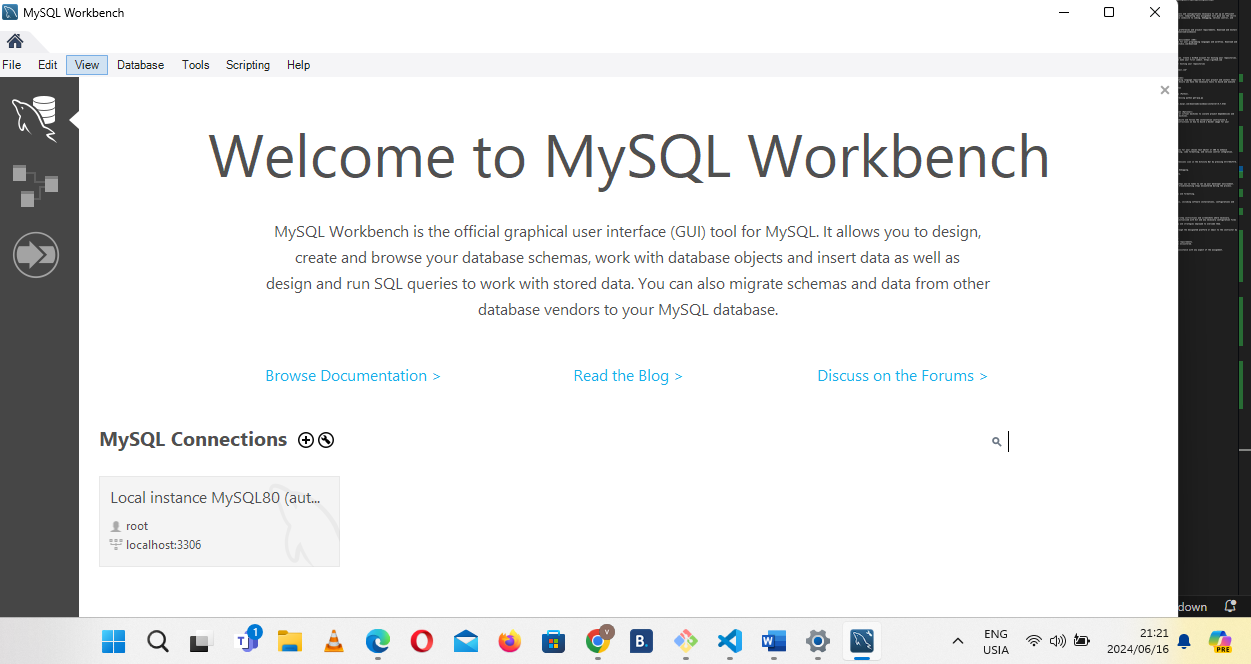 MySQL Workbench
File Edit View Database Tools Scripting Help
Welcome to MySQL Workbench
MySQL Workbench is the official graphical user interface (GUI) tool for MySQL. It allows you to design,
create and browse your database schemas, work with database objects and insert data as well as
design and run SQL queries to work with stored data. You can also migrate schemas and data from other
database vendors to your MySQL database.
Browse Documentation > Read the Blog > Discuss on the Forums >
MySQL Connections
Local instance MySQL80 (aut...
root
localhost:3306
down
T 1 B. V W PRE
ENG
USIA
21:21
2024/06/16